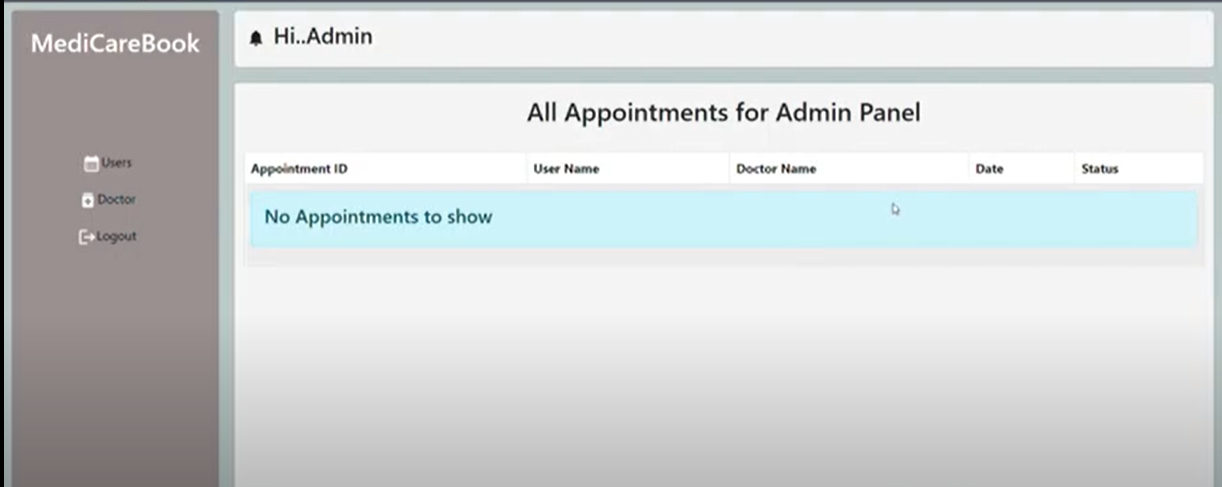 MediCareBook
Users
Doctor
Logout
Hi..Admin
All Appointments for Admin Panel
Appointment ID User Name Doctor Name Date Status
No Appointments to show